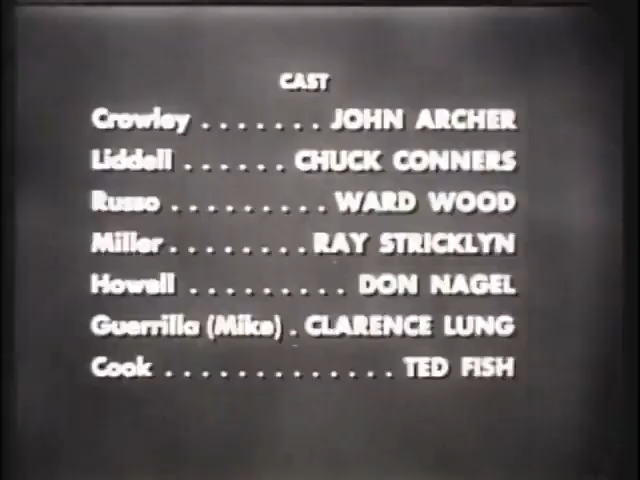 CAST
Crowley . . . . . . . JOHN ARCHER
Liddell . . . . . . CHUCK CONNERS
Russo . . . . . . . . . WARD WOOD
Miller . . . . . . . . RAY STRICKLYN
Howell . . . . . . . . . DON NAGEL
Guerrilla (Mike) . CLARENCE LUNG
Cook . . . . . . . . . . . . . TED FISH